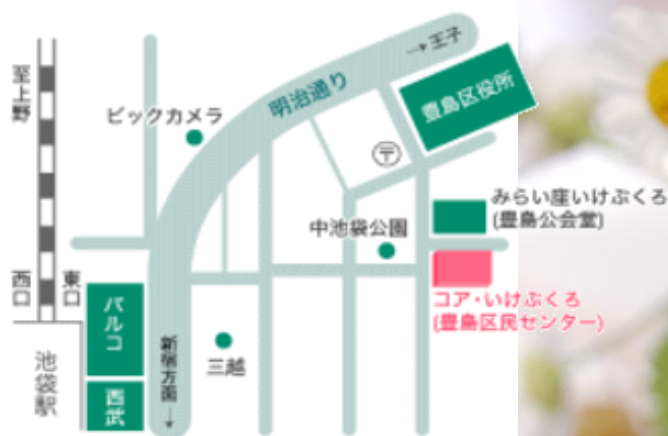 →王子
至上野
明治通り
豊島区役所
ビックカメラ
〒
みらい座いけぶくろ
(豊島公会堂)
中池袋公園
西口
東口
パルコ
コア・いけぶくろ
(豊島区民センター)
新宿方面→
三越
池袋駅
西武